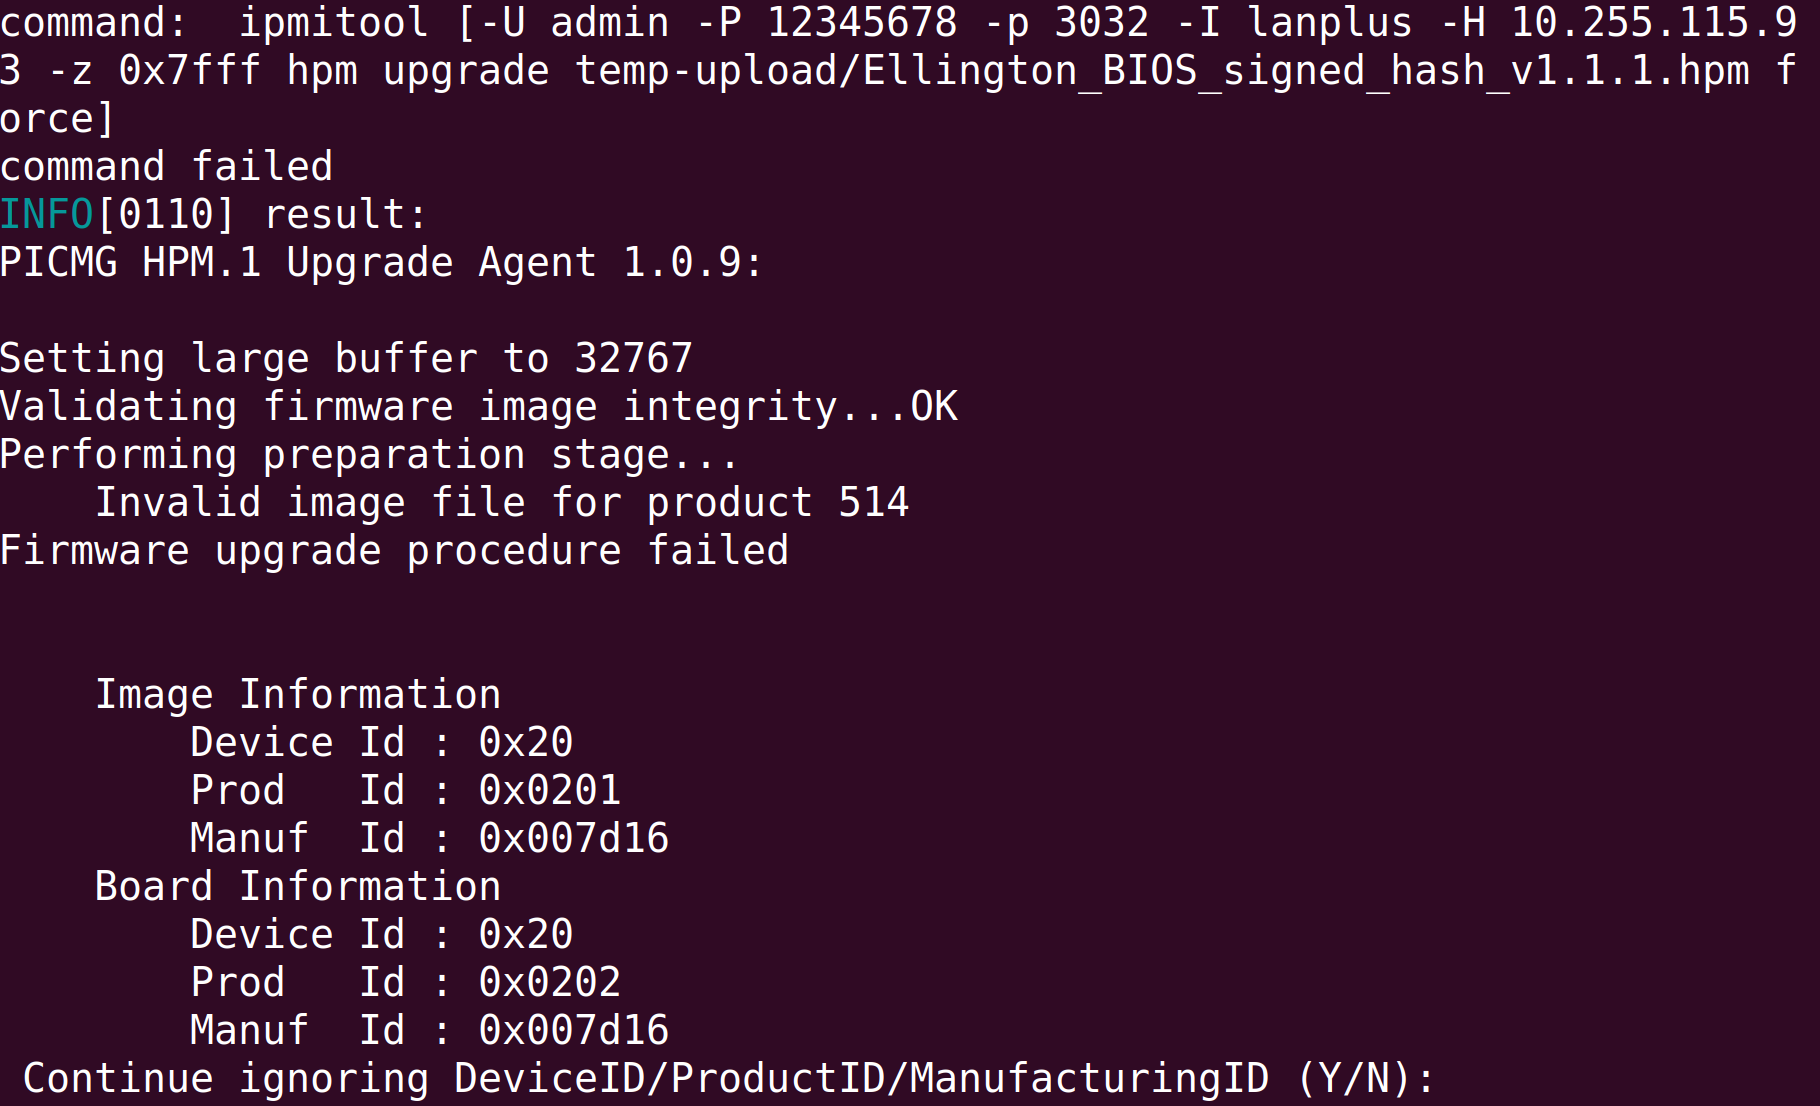 command:  ipmitool [-U admin -P 12345678 -p 3032 -I lanplus -H 10.255.115.9
3 -z 0x7fff hpm upgrade temp-upload/Ellington_BIOS_signed_hash_v1.1.1.hpm f
orce]
command failed
INFO[0110] result:
PICMG HPM.1 Upgrade Agent 1.0.9:

Setting large buffer to 32767
Validating firmware image integrity...OK
Performing preparation stage...
    Invalid image file for product 514
Firmware upgrade procedure failed


    Image Information
        Device Id : 0x20
        Prod   Id : 0x0201
        Manuf  Id : 0x007d16
    Board Information
        Device Id : 0x20
        Prod   Id : 0x0202
        Manuf  Id : 0x007d16
 Continue ignoring DeviceID/ProductID/ManufacturingID (Y/N):